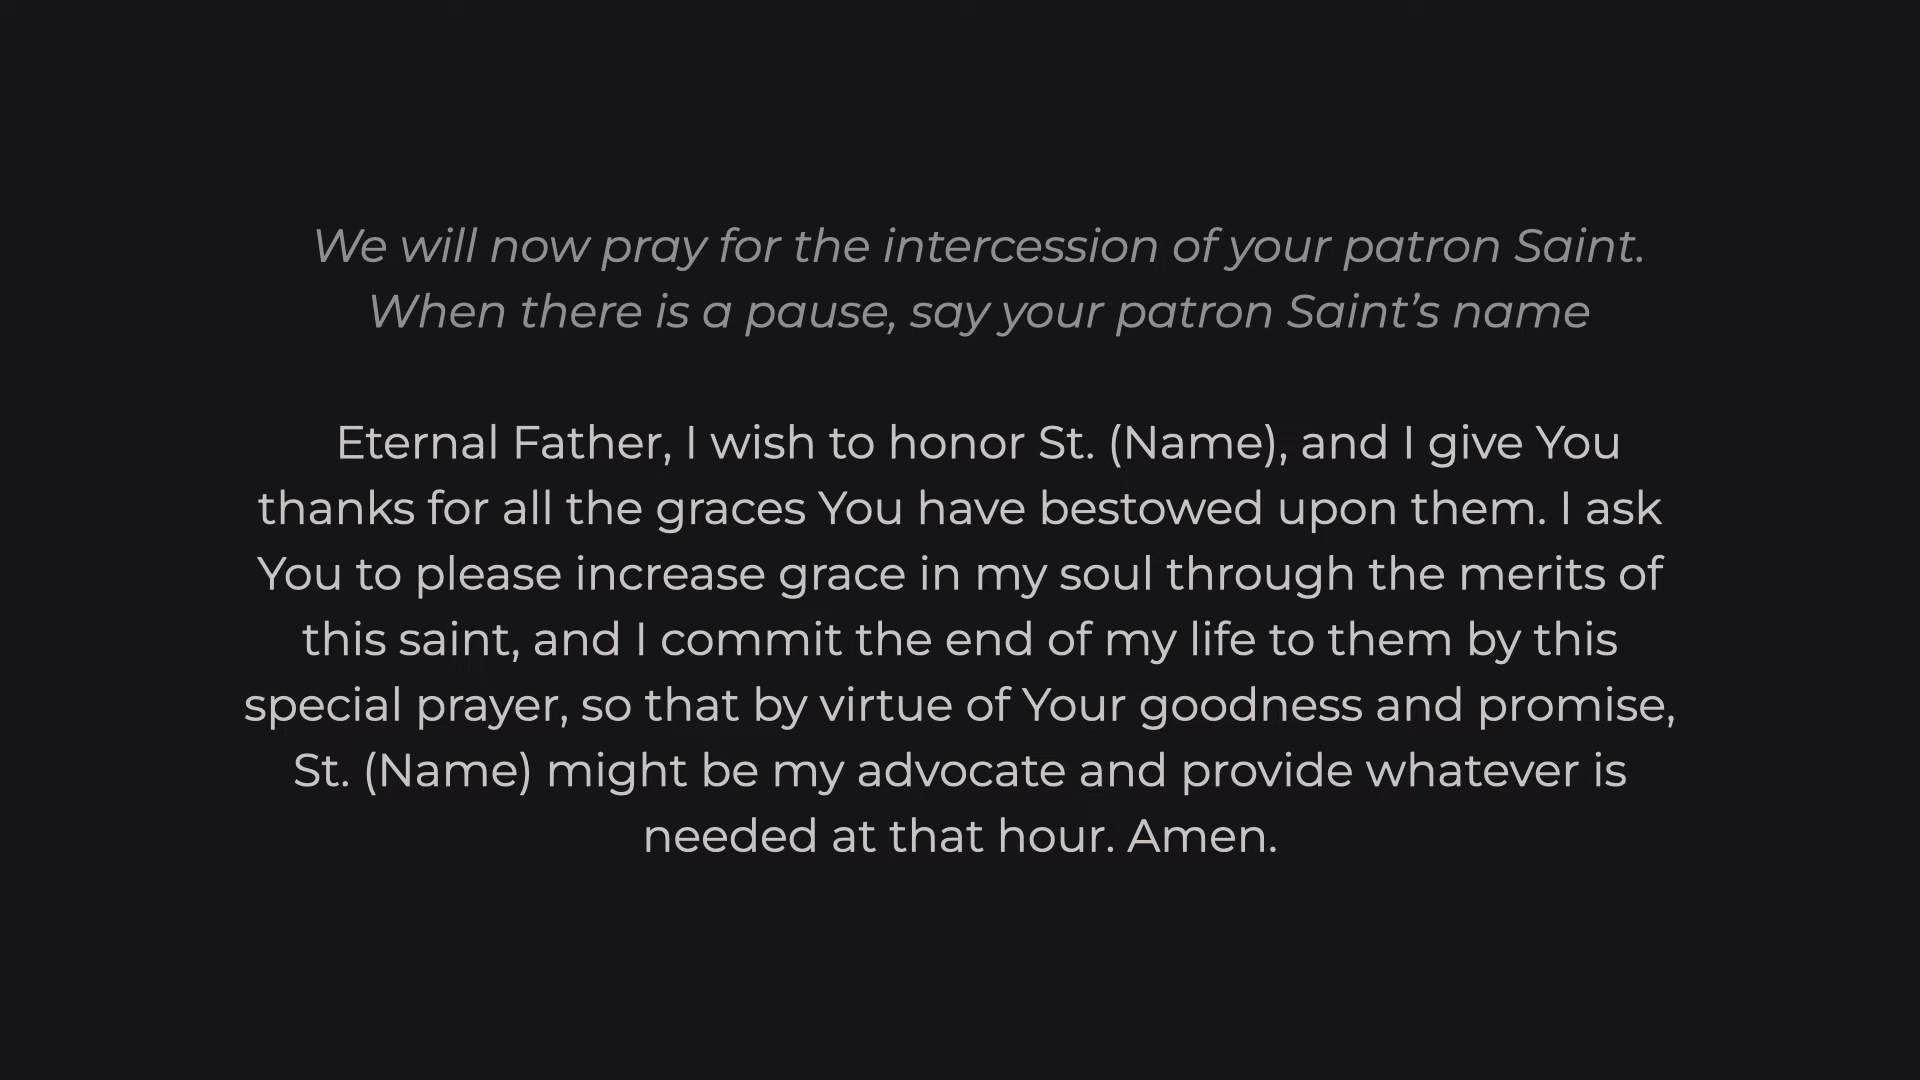 We will now pray for the intercession of your patron Saint.
When there is a pause, say your patron Saint’s name
Eternal Father, I wish to honor St. (Name), and I give You
thanks for all the graces You have bestowed upon them. I ask
You to please increase grace in my soul through the merits of
this saint, and I commit the end of my life to them by this
special prayer, so that by virtue of Your goodness and promise,
St. (Name) might be my advocate and provide whatever is
needed at that hour. Amen.